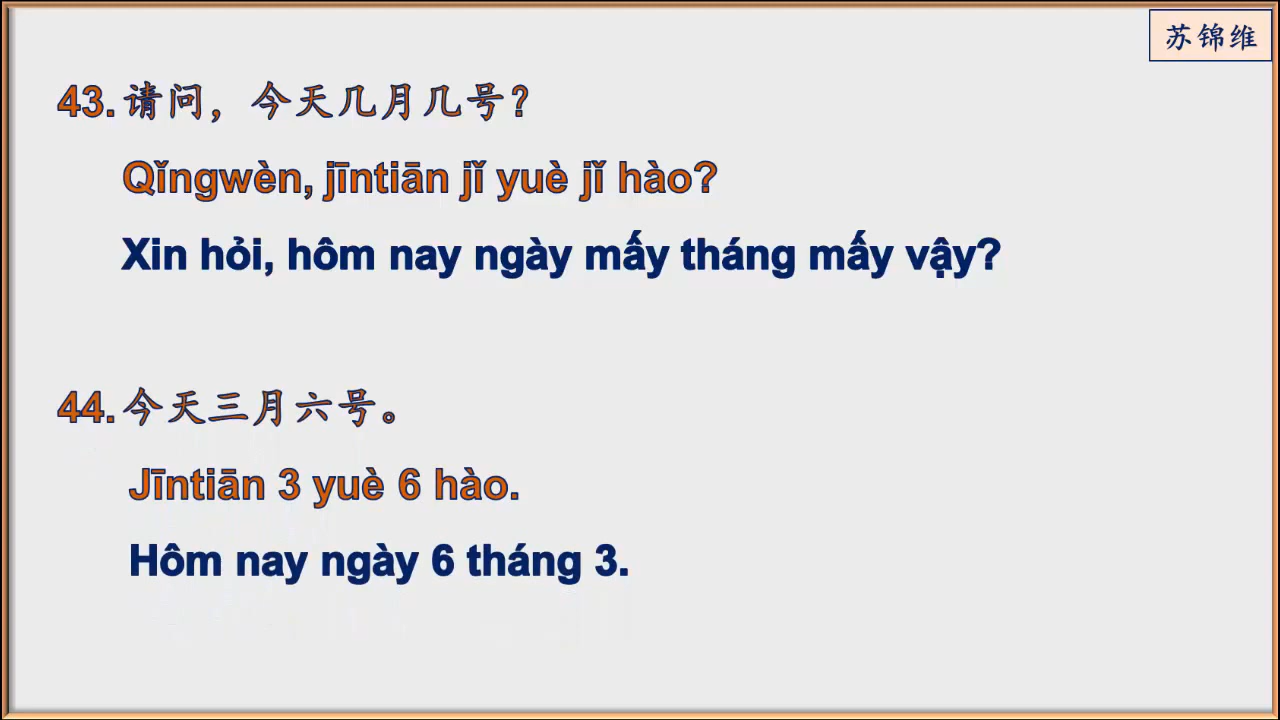 苏锦维
43. 请问，今天几月几号？
Qǐngwèn, jīntiān jǐ yuè jǐ hào?
Xin hỏi, hôm nay ngày mấy tháng mấy vậy?
44. 今天三月六号。
Jīntiān 3 yuè 6 hào.
Hôm nay ngày 6 tháng 3.